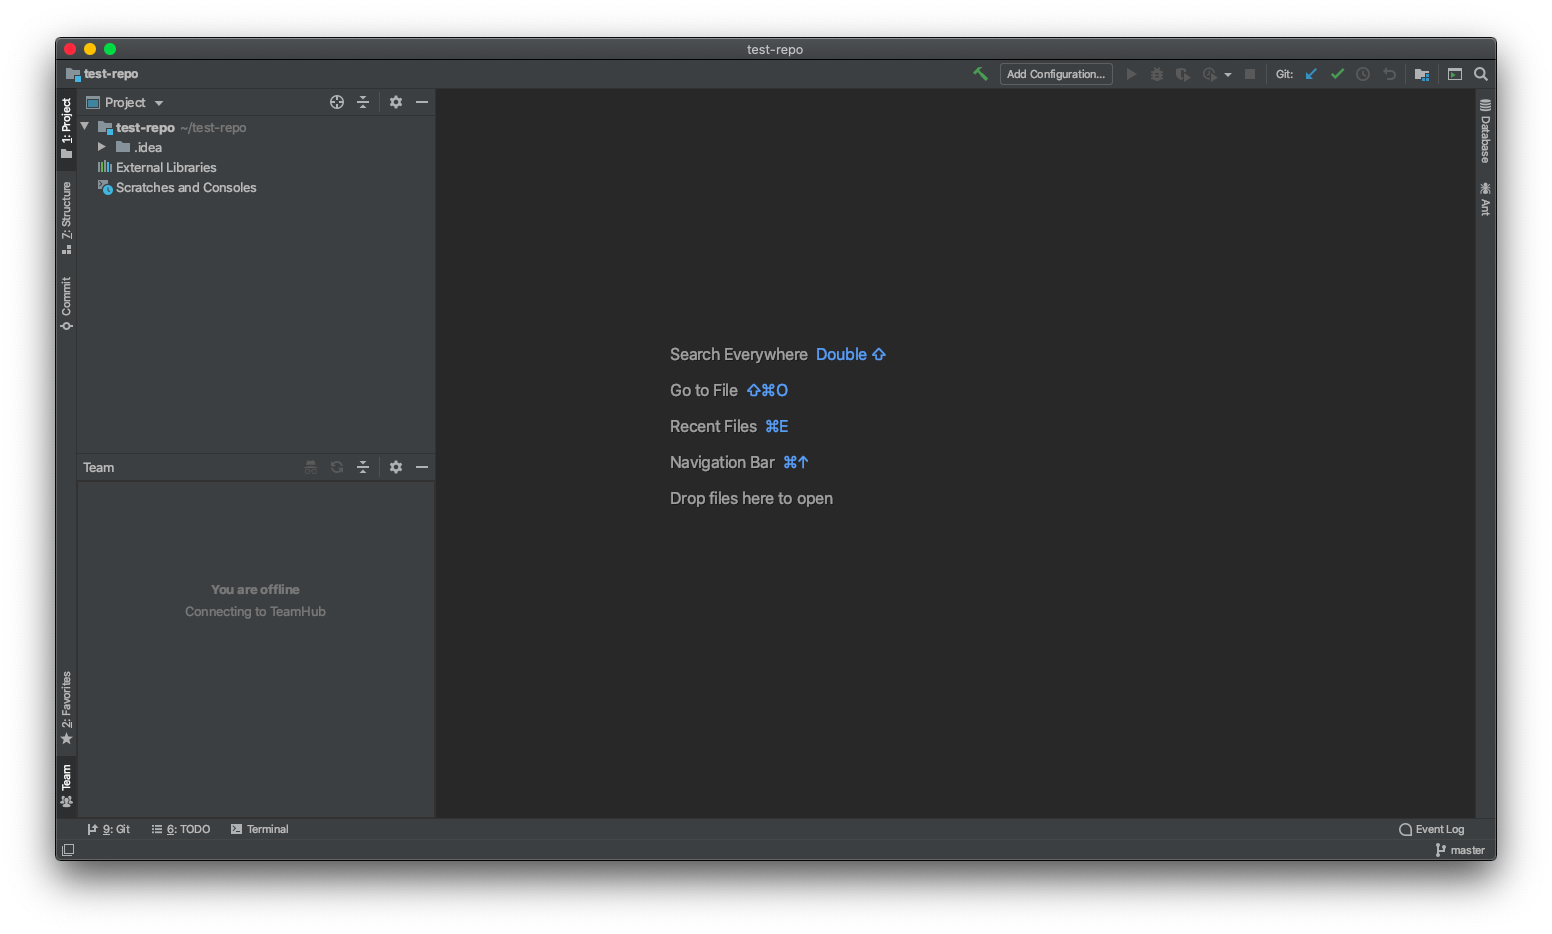 test-repo
test-repo
Add Configuration...
Git:
1: Project
Project
test-repo ~/test-repo
.idea
External Libraries
Scratches and Consoles
7: Structure
Commit
Database
Ant
Search Everywhere Double ⇧
Go to File ⇧⌘O
Recent Files ⌘E
Navigation Bar ⌘↑
Drop files here to open
Team
You are offline
Connecting to TeamHub
2: Favorites
Team
9: Git
6: TODO
Terminal
Event Log
master